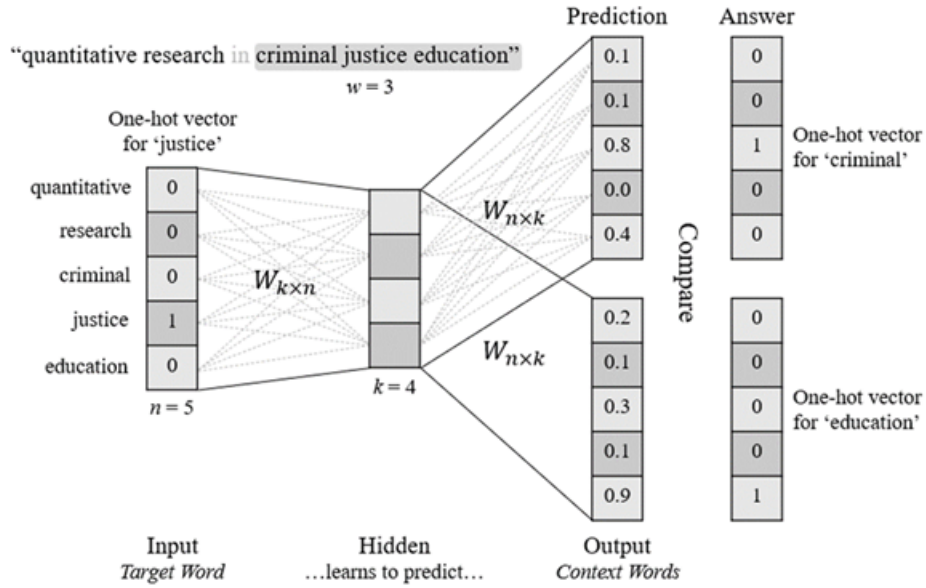 Prediction
Answer
“quantitative research in criminal justice education”
w = 3
One-hot vector
for ‘justice’
quantitative
research
criminal
justice
education
0
0
0
1
0
n = 5
W k×n
k = 4
W n×k
W n×k
0.1
0.1
0.8
0.0
0.4
0.2
0.1
0.3
0.1
0.9
Compare
0
0
1
0
0
One-hot vector
for ‘criminal’
0
0
0
0
1
One-hot vector
for ‘education’
Input
Target Word
Hidden
…learns to predict…
Output
Context Words